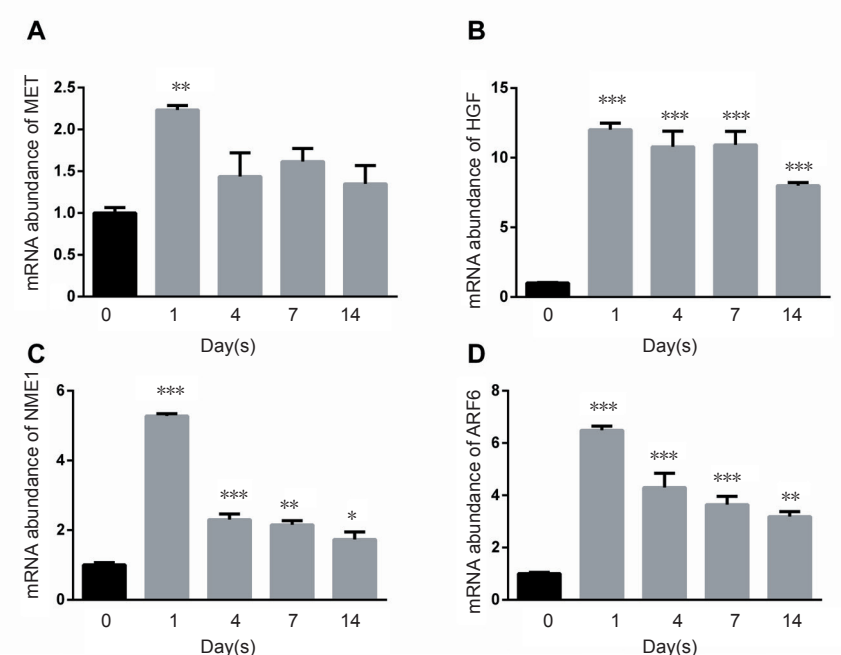 A
mRNA abundance of MET
2.5
2.0
1.5
1.0
0.5
0
**
0 1 4 7 14
Day(s)
B
mRNA abundance of HGF
15
10
5
0
***
***
***
***
0 1 4 7 14
Day(s)
C
mRNA abundance of NME1
6
4
2
0
***
***
**
*
0 1 4 7 14
Day(s)
D
mRNA abundance of ARF6
8
6
4
2
0
***
***
***
**
0 1 4 7 14
Day(s)